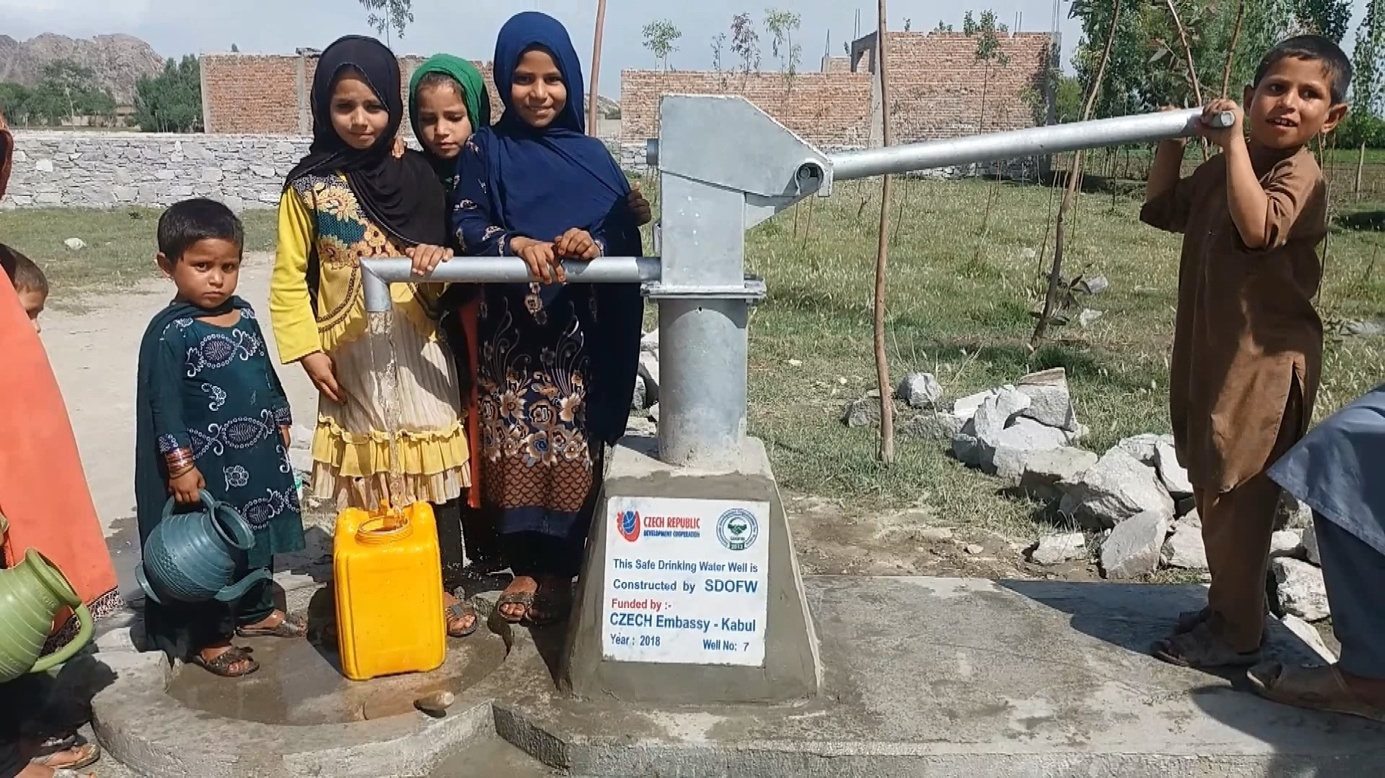 CZECH REPUBLIC
DEVELOPMENT COOPERATION
2012
This Safe Drinking Water Well is
Constructed by SDOFW
Funded by :-
CZECH Embassy - Kabul
Year : 2018 Well No: 7